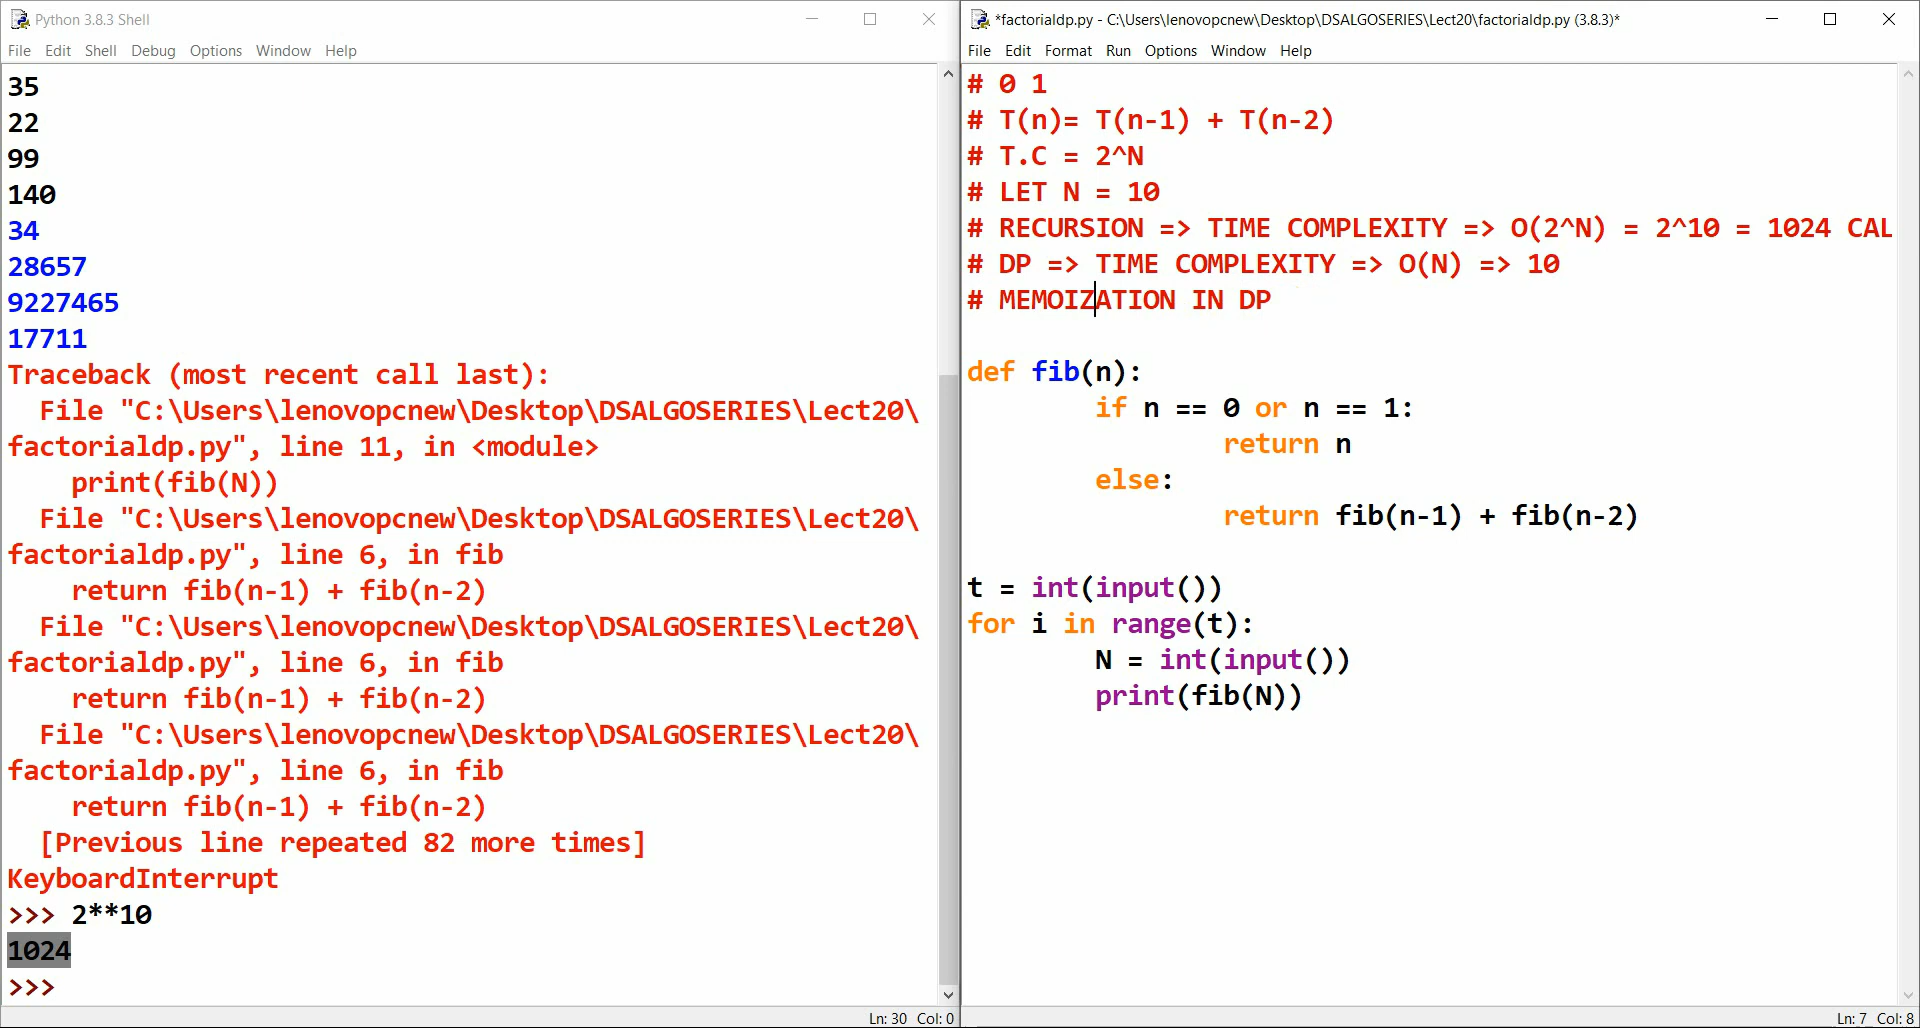 Python 3.8.3 Shell
File Edit Shell Debug Options Window Help
35
22
99
140
34
28657
9227465
17711
Traceback (most recent call last):
  File "C:\Users\lenovopcnew\Desktop\DSALGOSERIES\Lect20\
factorialdp.py", line 11, in <module>
    print(fib(N))
  File "C:\Users\lenovopcnew\Desktop\DSALGOSERIES\Lect20\
factorialdp.py", line 6, in fib
    return fib(n-1) + fib(n-2)
  File "C:\Users\lenovopcnew\Desktop\DSALGOSERIES\Lect20\
factorialdp.py", line 6, in fib
    return fib(n-1) + fib(n-2)
  File "C:\Users\lenovopcnew\Desktop\DSALGOSERIES\Lect20\
factorialdp.py", line 6, in fib
    return fib(n-1) + fib(n-2)
  [Previous line repeated 82 more times]
KeyboardInterrupt
>>> 2**10
1024
>>>
Ln: 30 Col: 0
*factorialdp.py - C:\Users\lenovopcnew\Desktop\DSALGOSERIES\Lect20\factorialdp.py (3.8.3)*
File Edit Format Run Options Window Help
# 0 1
# T(n)= T(n-1) + T(n-2)
# T.C = 2^N
# LET N = 10
# RECURSION => TIME COMPLEXITY => O(2^N) = 2^10 = 1024 CAL
# DP => TIME COMPLEXITY => O(N) => 10
# MEMOIZATION IN DP
def fib(n):
        if n == 0 or n == 1:
                return n
        else:
                return fib(n-1) + fib(n-2)
t = int(input())
for i in range(t):
        N = int(input())
        print(fib(N))
Ln: 7 Col: 8